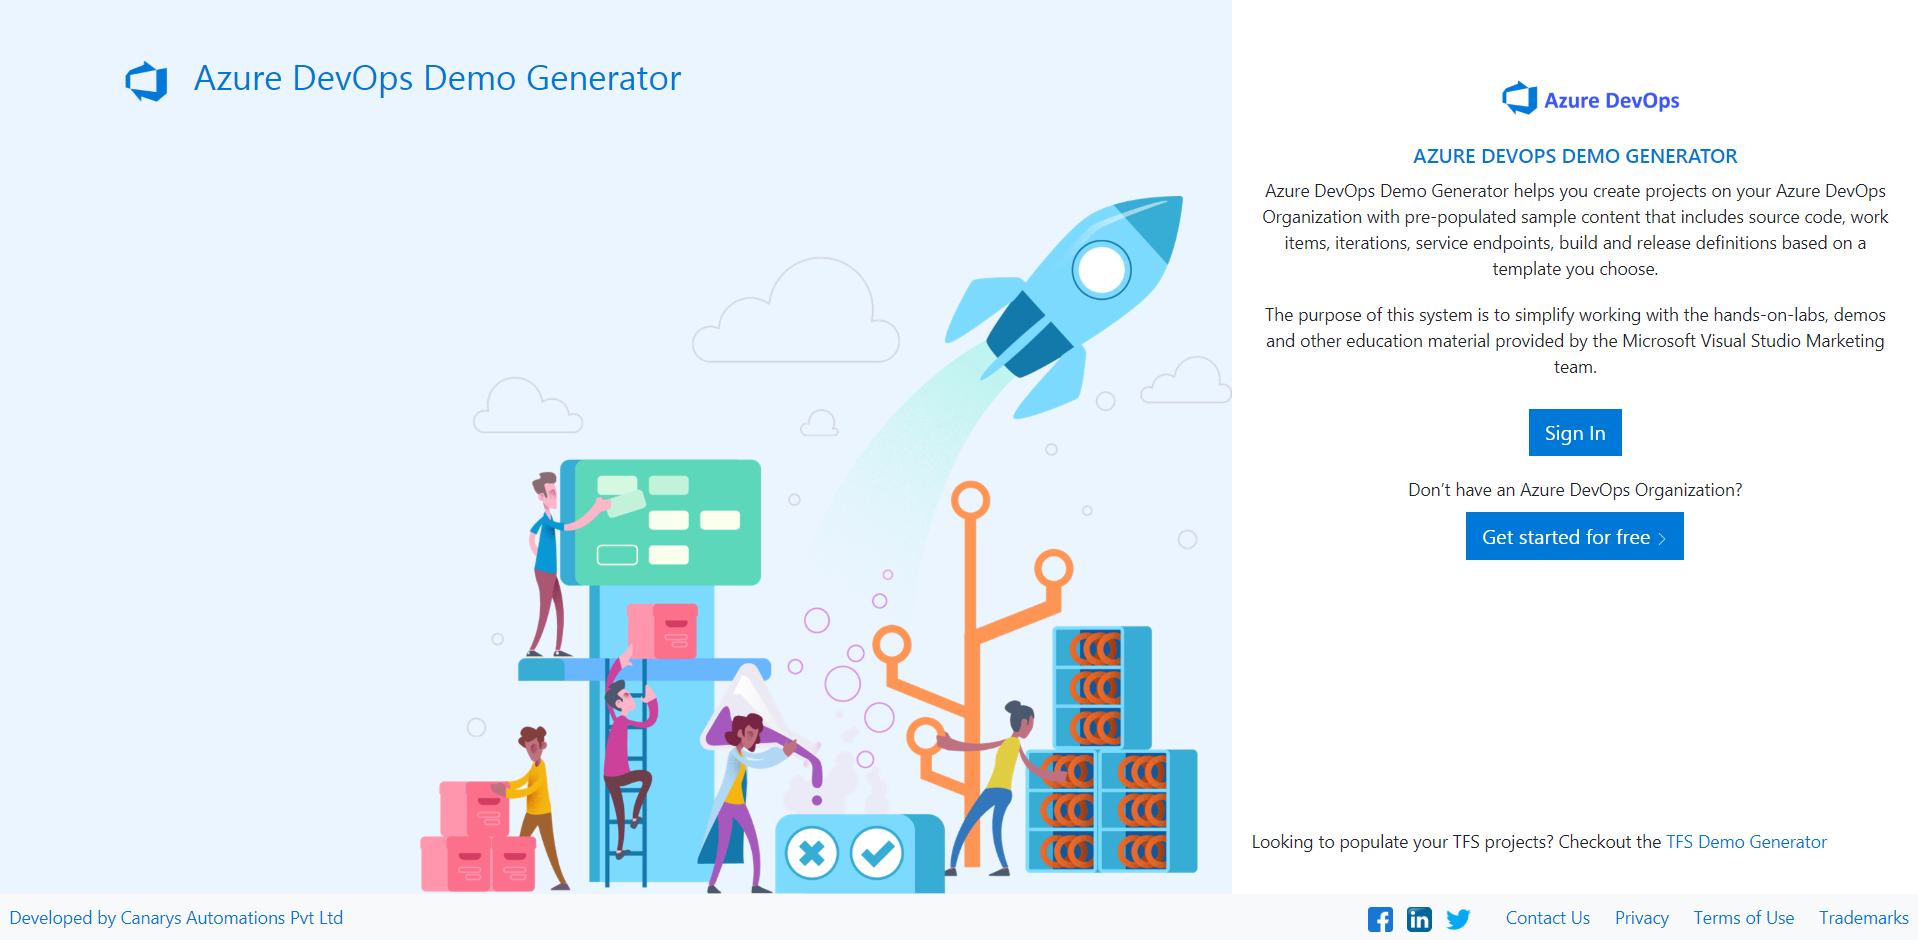 Azure DevOps Demo Generator
Azure DevOps
AZURE DEVOPS DEMO GENERATOR
Azure DevOps Demo Generator helps you create projects on your Azure DevOps
Organization with pre-populated sample content that includes source code, work
items, iterations, service endpoints, build and release definitions based on a
template you choose.
The purpose of this system is to simplify working with the hands-on-labs, demos
and other education material provided by the Microsoft Visual Studio Marketing
team.
Sign In
Don’t have an Azure DevOps Organization?
Get started for free
Looking to populate your TFS projects? Checkout the TFS Demo Generator
Developed by Canarys Automations Pvt Ltd
Contact Us Privacy Terms of Use Trademarks